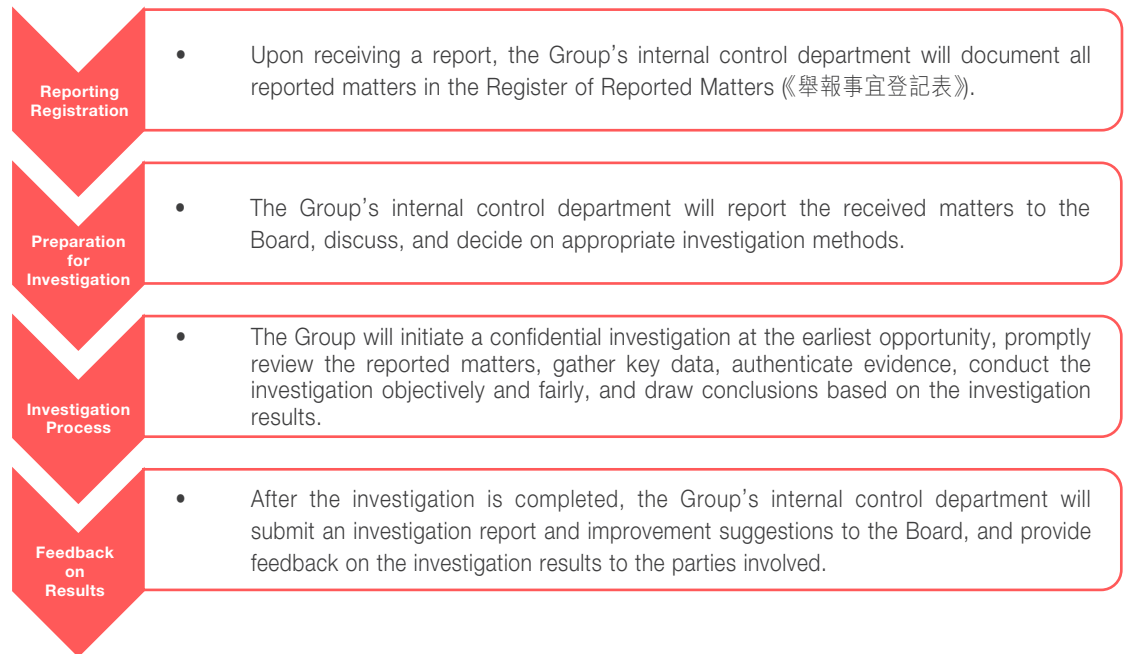 Reporting
Registration
• Upon receiving a report, the Group’s internal control department will document all
reported matters in the Register of Reported Matters (《舉報事宜登記表》).
Preparation
for
Investigation
• The Group’s internal control department will report the received matters to the
Board, discuss, and decide on appropriate investigation methods.
Investigation
Process
• The Group will initiate a confidential investigation at the earliest opportunity, promptly
review the reported matters, gather key data, authenticate evidence, conduct the
investigation objectively and fairly, and draw conclusions based on the investigation
results.
Feedback
on
Results
• After the investigation is completed, the Group’s internal control department will
submit an investigation report and improvement suggestions to the Board, and provide
feedback on the investigation results to the parties involved.